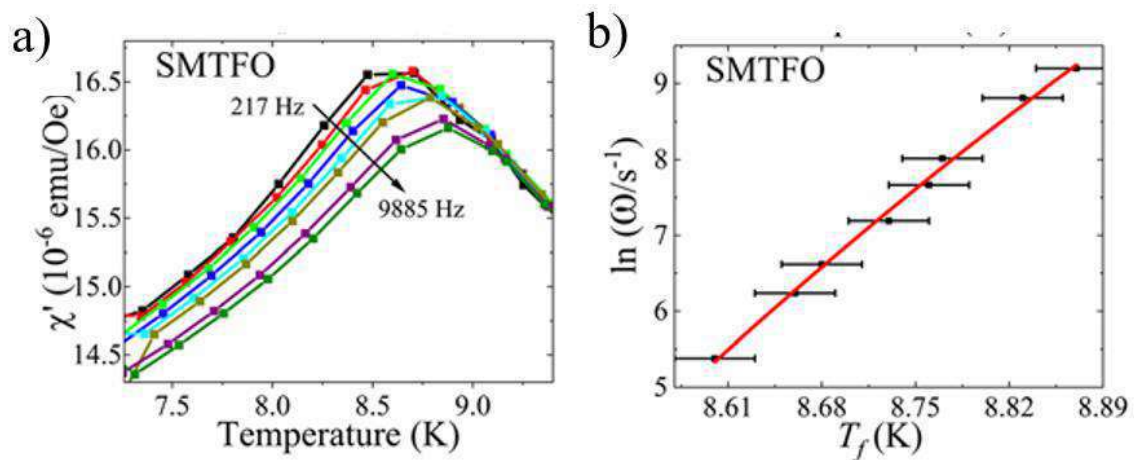 a)
SMTFO
217 Hz
9885 Hz
χ' (10⁻⁶ emu/Oe)
16.5
16.0
15.5
15.0
14.5
7.5 8.0 8.5 9.0
Temperature (K)
b)
SMTFO
ln (ω/s⁻¹)
9
8
7
6
5
8.61 8.68 8.75 8.82 8.89
T_f (K)